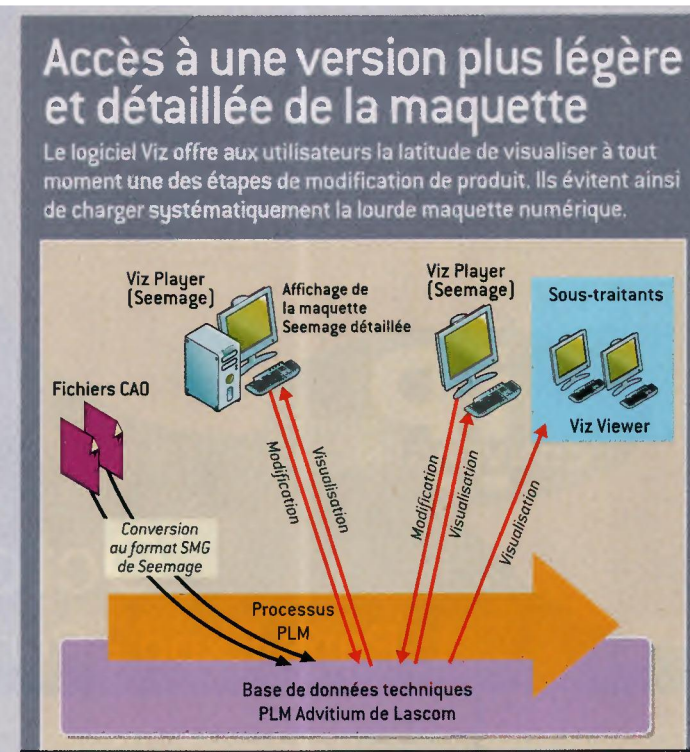 Accès à une version plus légère
et détaillée de la maquette
Le logiciel Viz offre aux utilisateurs la latitude de visualiser à tout
moment une des étapes de modification de produit. Ils évitent ainsi
de charger systématiquement la lourde maquette numérique.
Viz Player
(Seemage)
Affichage de
la maquette
Seemage détaillée
Viz Player
(Seemage)
Sous-traitants
Viz Viewer
Fichiers CAO
Modification
Visualisation
Modification
Visualisation
Visualisation
Conversion
au format SMG
de Seemage
Processus
PLM
Base de données techniques
PLM Advitium de Lascom